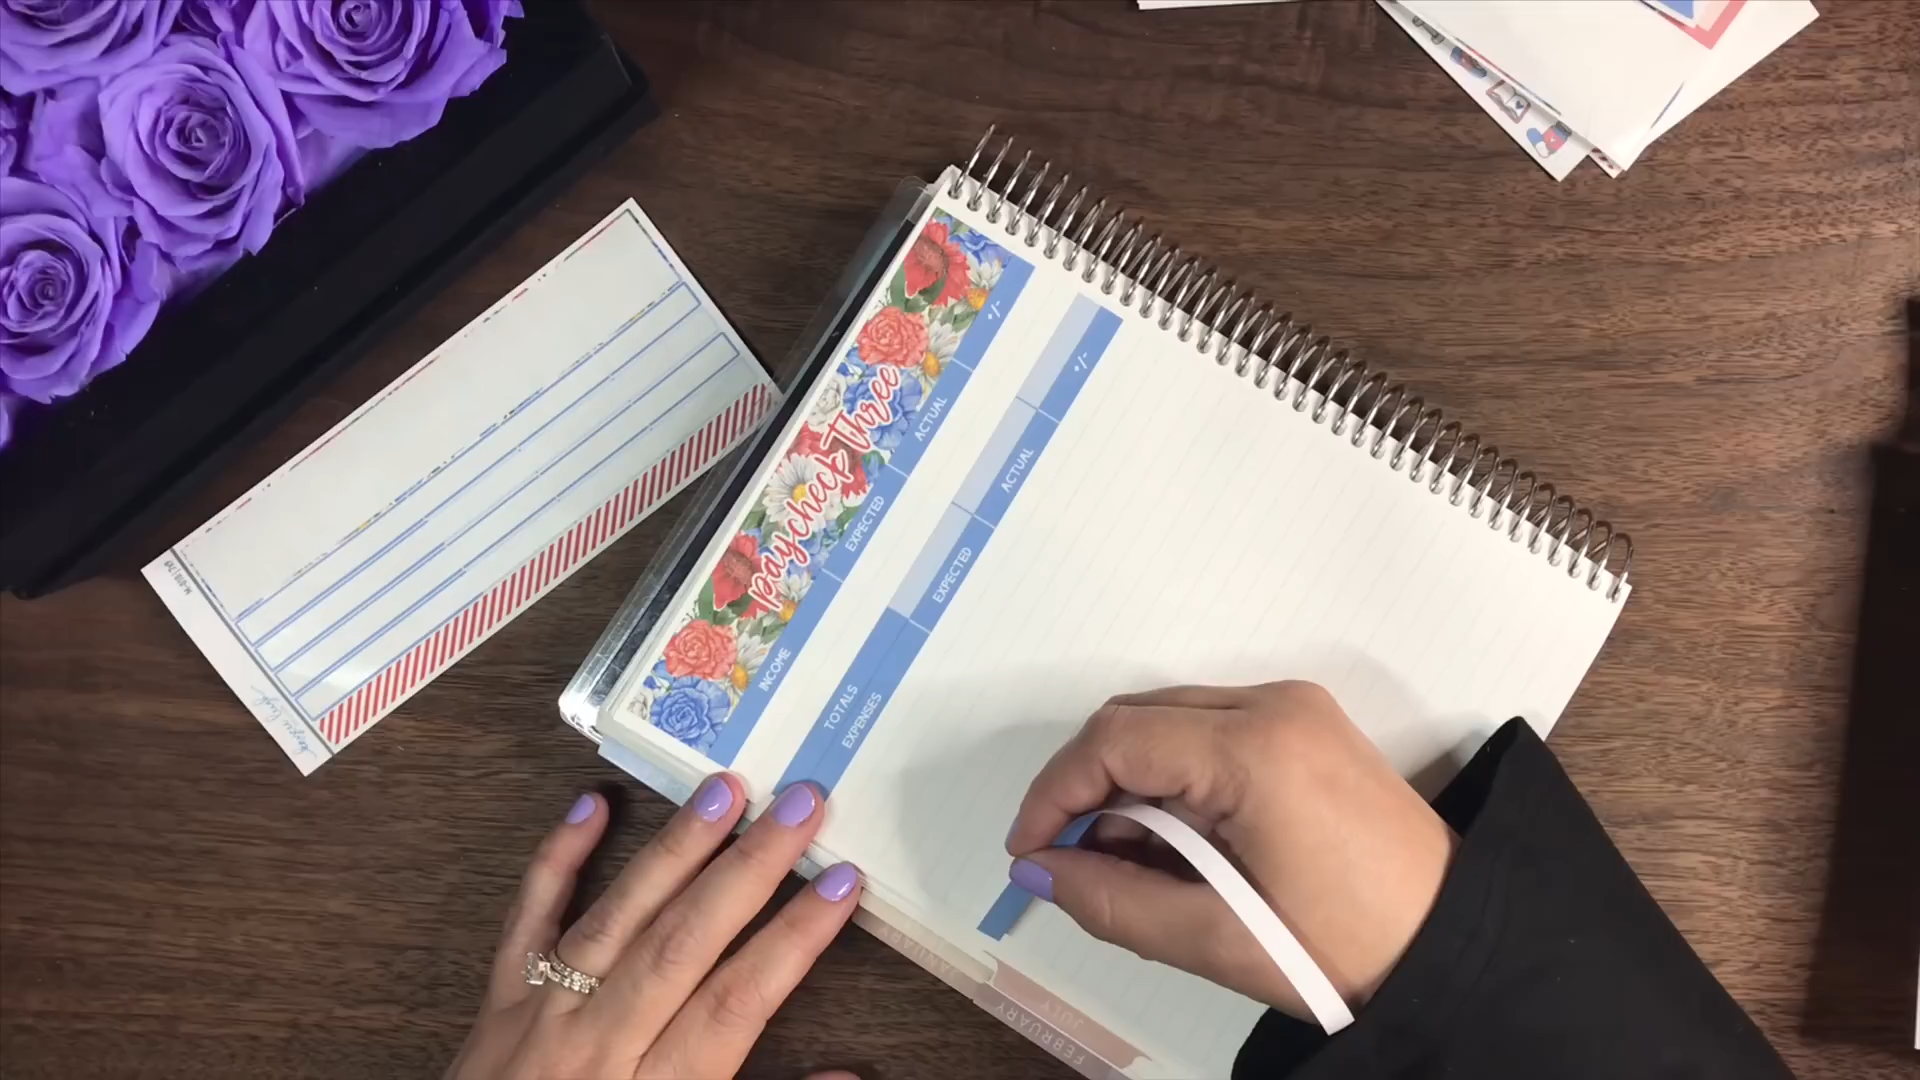 paycheck Three
INCOME
EXPECTED
ACTUAL
+/-
TOTALS
EXPENSES
EXPECTED
ACTUAL
+/-
JANUARY
FEBRUARY
JULY